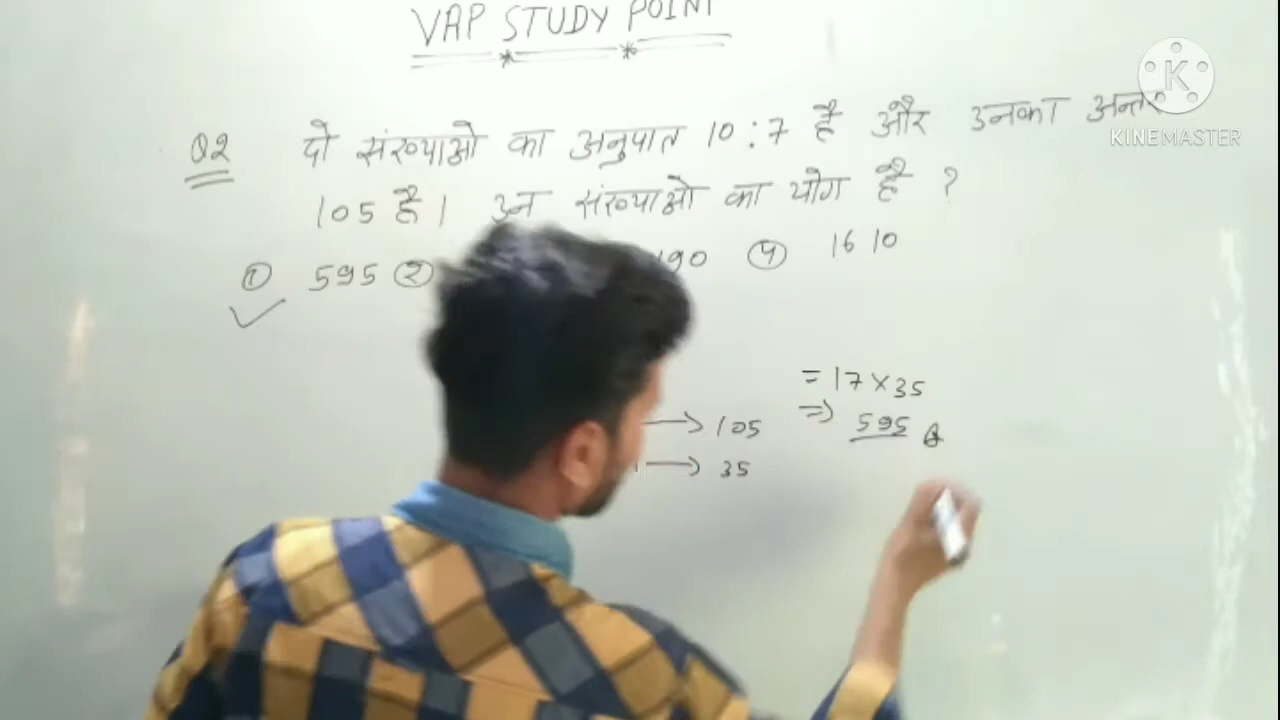 VAP STUDY POINT
Q2 दो संख्याओ का अनुपात 10:7 है और उनका अन्तर
105 है। उन संख्याओ का योग है ?
① 595 ② 190 ④ 1610
= 17 × 35
→ 105 => 595
→ 35
KINEMASTER